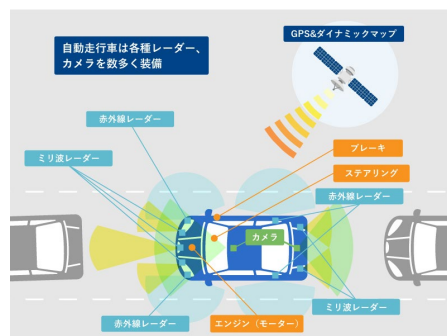 自動走行車は各種レーダー、
カメラを数多く装備
GPS&ダイナミックマップ
赤外線レーダー
ブレーキ
ミリ波レーダー
ステアリング
赤外線レーダー
カメラ
ミリ波レーダー
赤外線レーダー
エンジン（モーター）